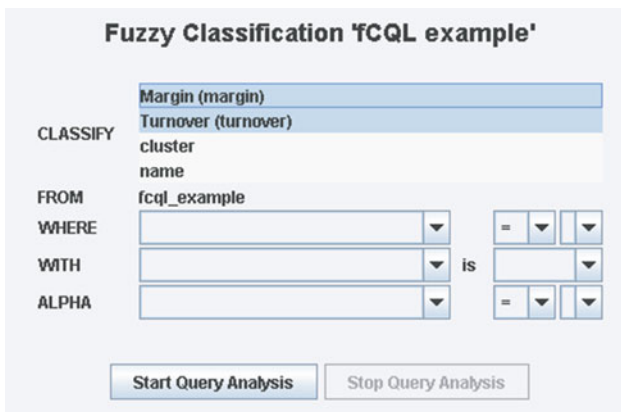 Fuzzy Classification 'fCQL example'
CLASSIFY
Margin (margin)
Turnover (turnover)
cluster
name
FROM fcql_example
WHERE =
WITH is
ALPHA =
Start Query Analysis Stop Query Analysis